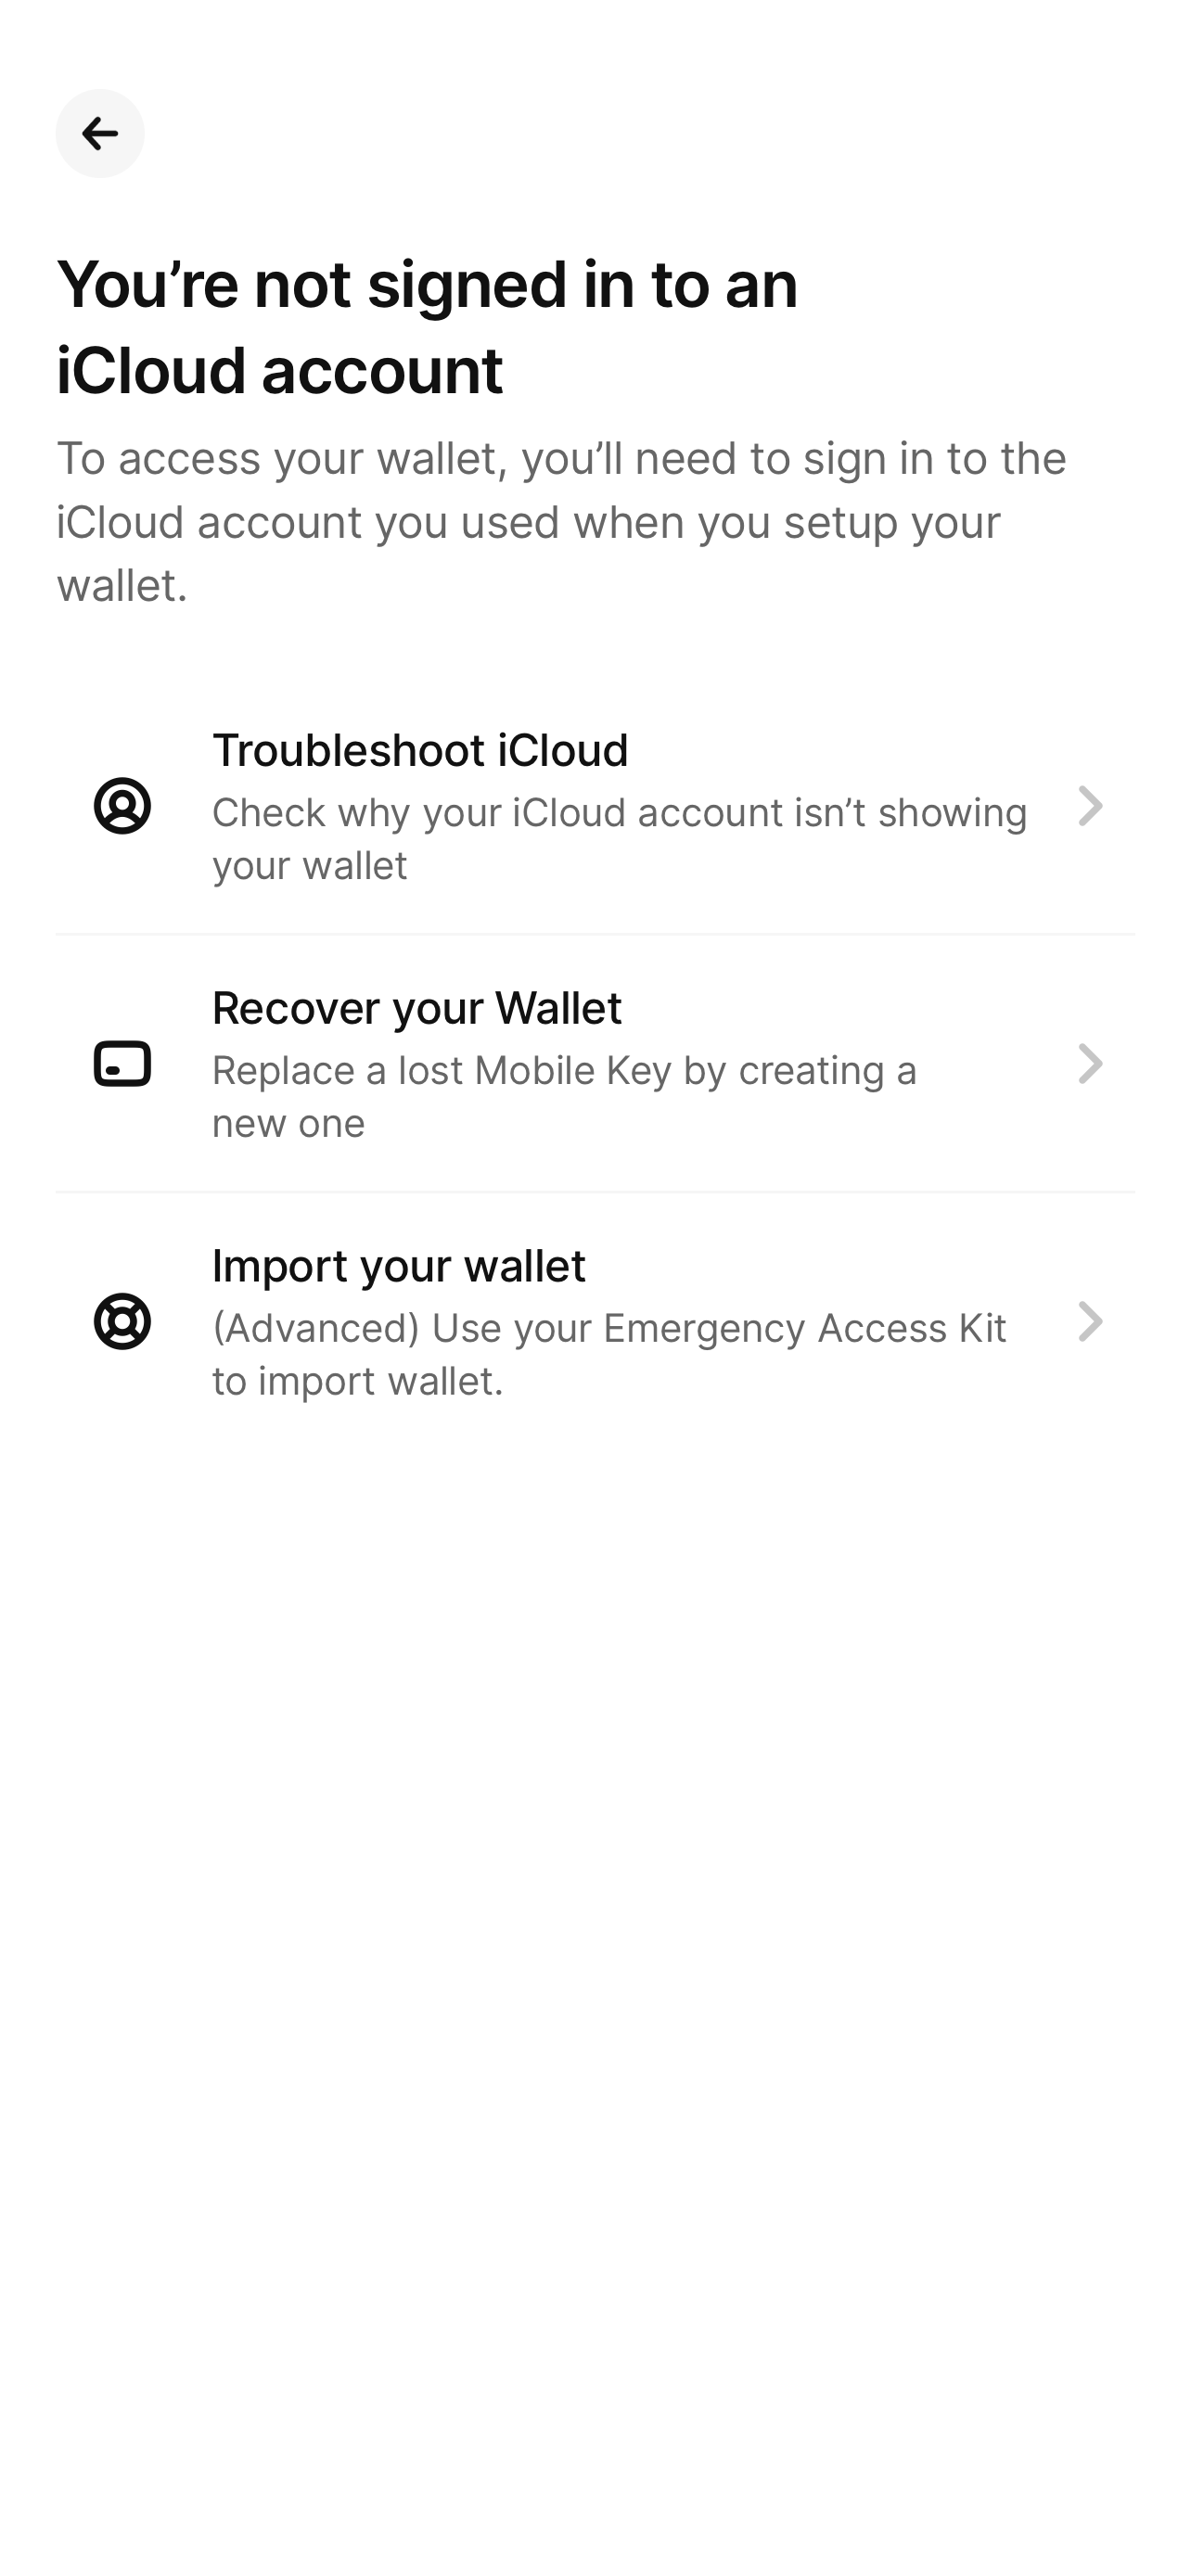 You’re not signed in to an
iCloud account
To access your wallet, you’ll need to sign in to the
iCloud account you used when you setup your
wallet.
Troubleshoot iCloud
Check why your iCloud account isn’t showing
your wallet
Recover your Wallet
Replace a lost Mobile Key by creating a
new one
Import your wallet
(Advanced) Use your Emergency Access Kit
to import wallet.